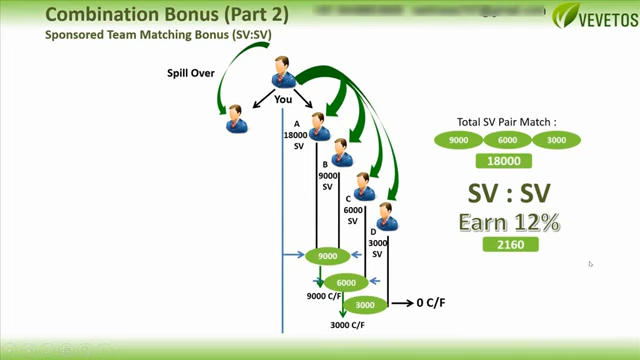 Combination Bonus (Part 2)
Sponsored Team Matching Bonus (SV:SV)
VEVETOS
Spill Over
You
A
18000
SV
B
9000
SV
C
6000
SV
D
3000
SV
9000
6000
3000
9000 C/F
3000 C/F
0 C/F
Total SV Pair Match :
9000 6000 3000
18000
SV : SV
Earn 12%
2160